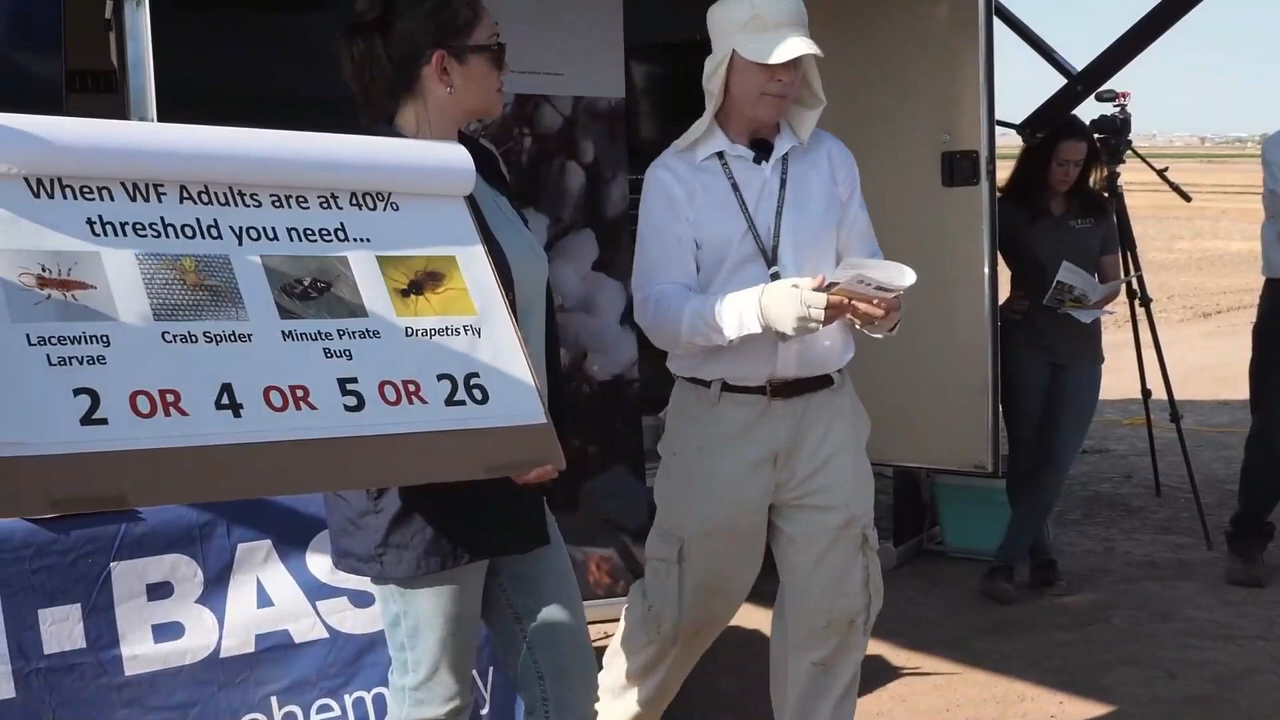 When WF Adults are at 40%
threshold you need...
Lacewing
Larvae
Crab Spider
Minute Pirate
Bug
Drapetis Fly
2 OR 4 OR 5 OR 26
BAS
chem
y